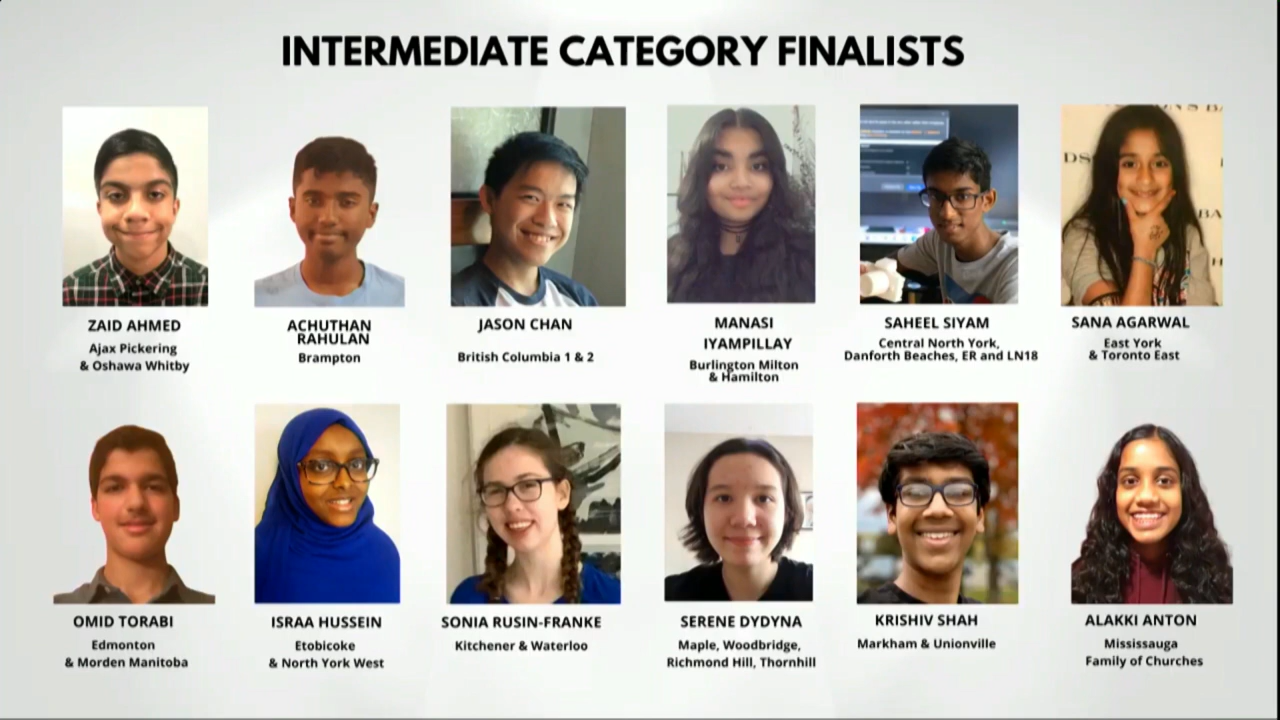 INTERMEDIATE CATEGORY FINALISTS
ZAID AHMED
Ajax Pickering
& Oshawa Whitby
ACHUTHAN
RAHULAN
Brampton
JASON CHAN
British Columbia 1 & 2
MANASI
IYAMPILLAY
Burlington Milton
& Hamilton
SAHEEL SIYAM
Central North York,
Danforth Beaches, ER and LN18
SANA AGARWAL
East York
& Toronto East
OMID TORABI
Edmonton
& Morden Manitoba
ISRAA HUSSEIN
Etobicoke
& North York West
SONIA RUSIN-FRANKE
Kitchener & Waterloo
SERENE DYDYNA
Maple, Woodbridge,
Richmond Hill, Thornhill
KRISHIV SHAH
Markham & Unionville
ALAKKI ANTON
Mississauga
Family of Churches